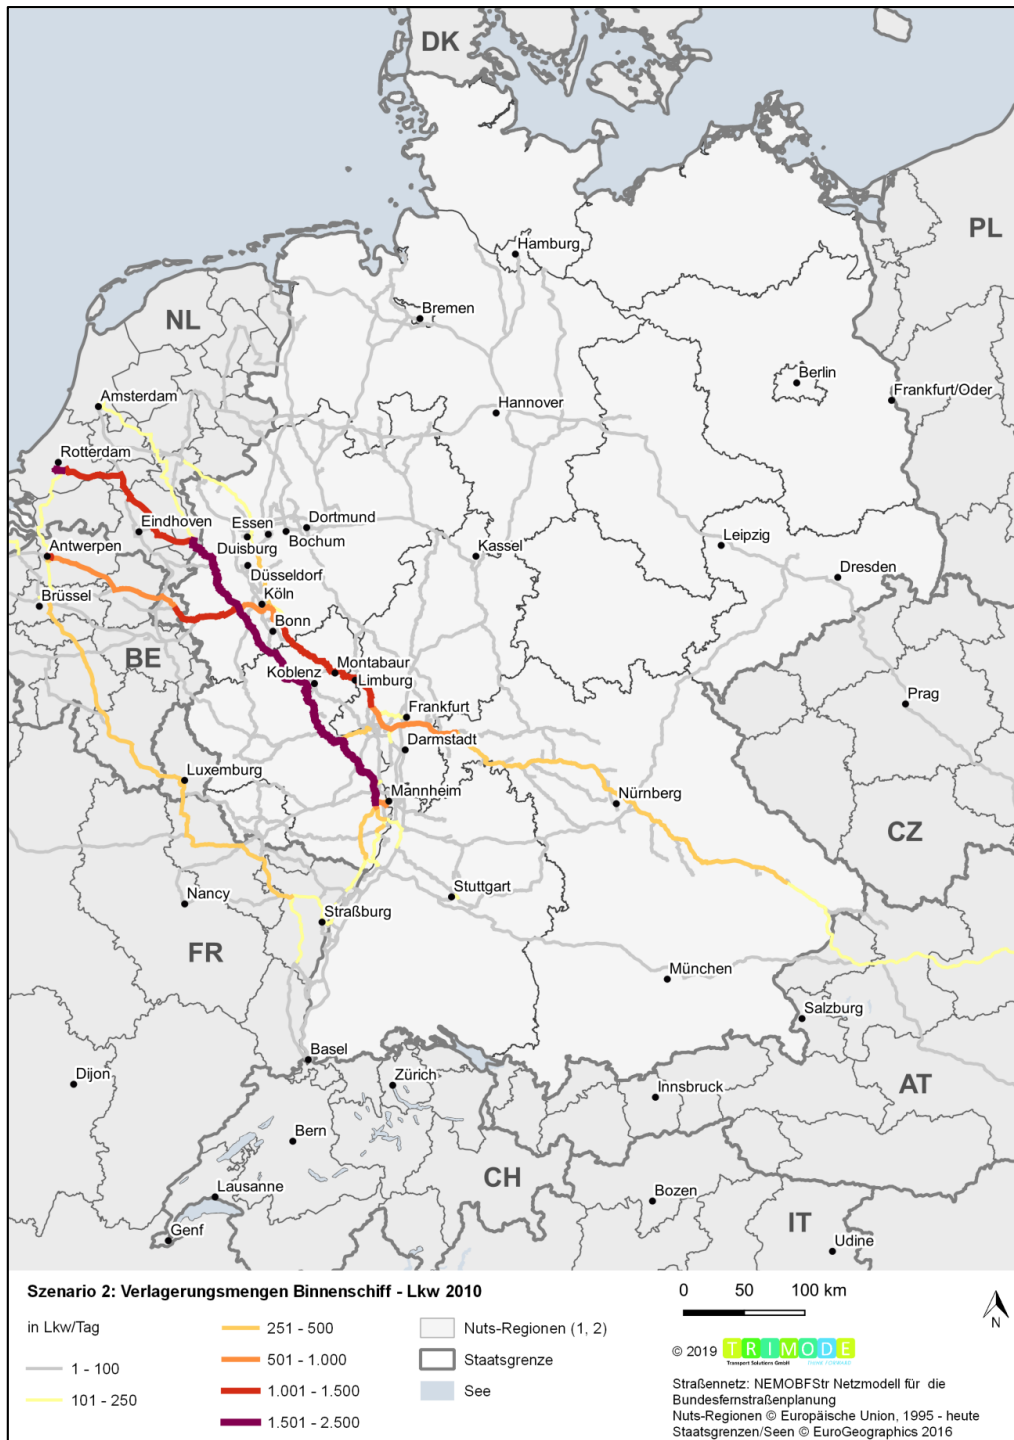 DK
PL
Hamburg
Bremen
NL
Berlin
Frankfurt/Oder
Amsterdam
Hannover
Rotterdam
Eindhoven
Essen
Dortmund
Bochum
Antwerpen
Duisburg
Kassel
Leipzig
Düsseldorf
Dresden
Brüssel
Köln
Bonn
BE
Montabaur
Koblenz
Limburg
Prag
Frankfurt
Darmstadt
Luxemburg
Mannheim
Nürnberg
CZ
Nancy
Stuttgart
Straßburg
FR
München
Salzburg
Basel
Dijon
Zürich
Innsbruck
AT
Bern
CH
Lausanne
Bozen
IT
Genf
Udine
Szenario 2: Verlagerungsmengen Binnenschiff - Lkw 2010
in Lkw/Tag
1 - 100
101 - 250
251 - 500
501 - 1.000
1.001 - 1.500
1.501 - 2.500
Nuts-Regionen (1, 2)
Staatsgrenze
See
0 50 100 km
N
© 2019 TRIMODE
Transport Solutions GmbH THINK FORWARD
Straßennetz: NEMOBFStr Netzmodell für die
Bundesfernstraßenplanung
Nuts-Regionen © Europäische Union, 1995 - heute
Staatsgrenzen/Seen © EuroGeographics 2016